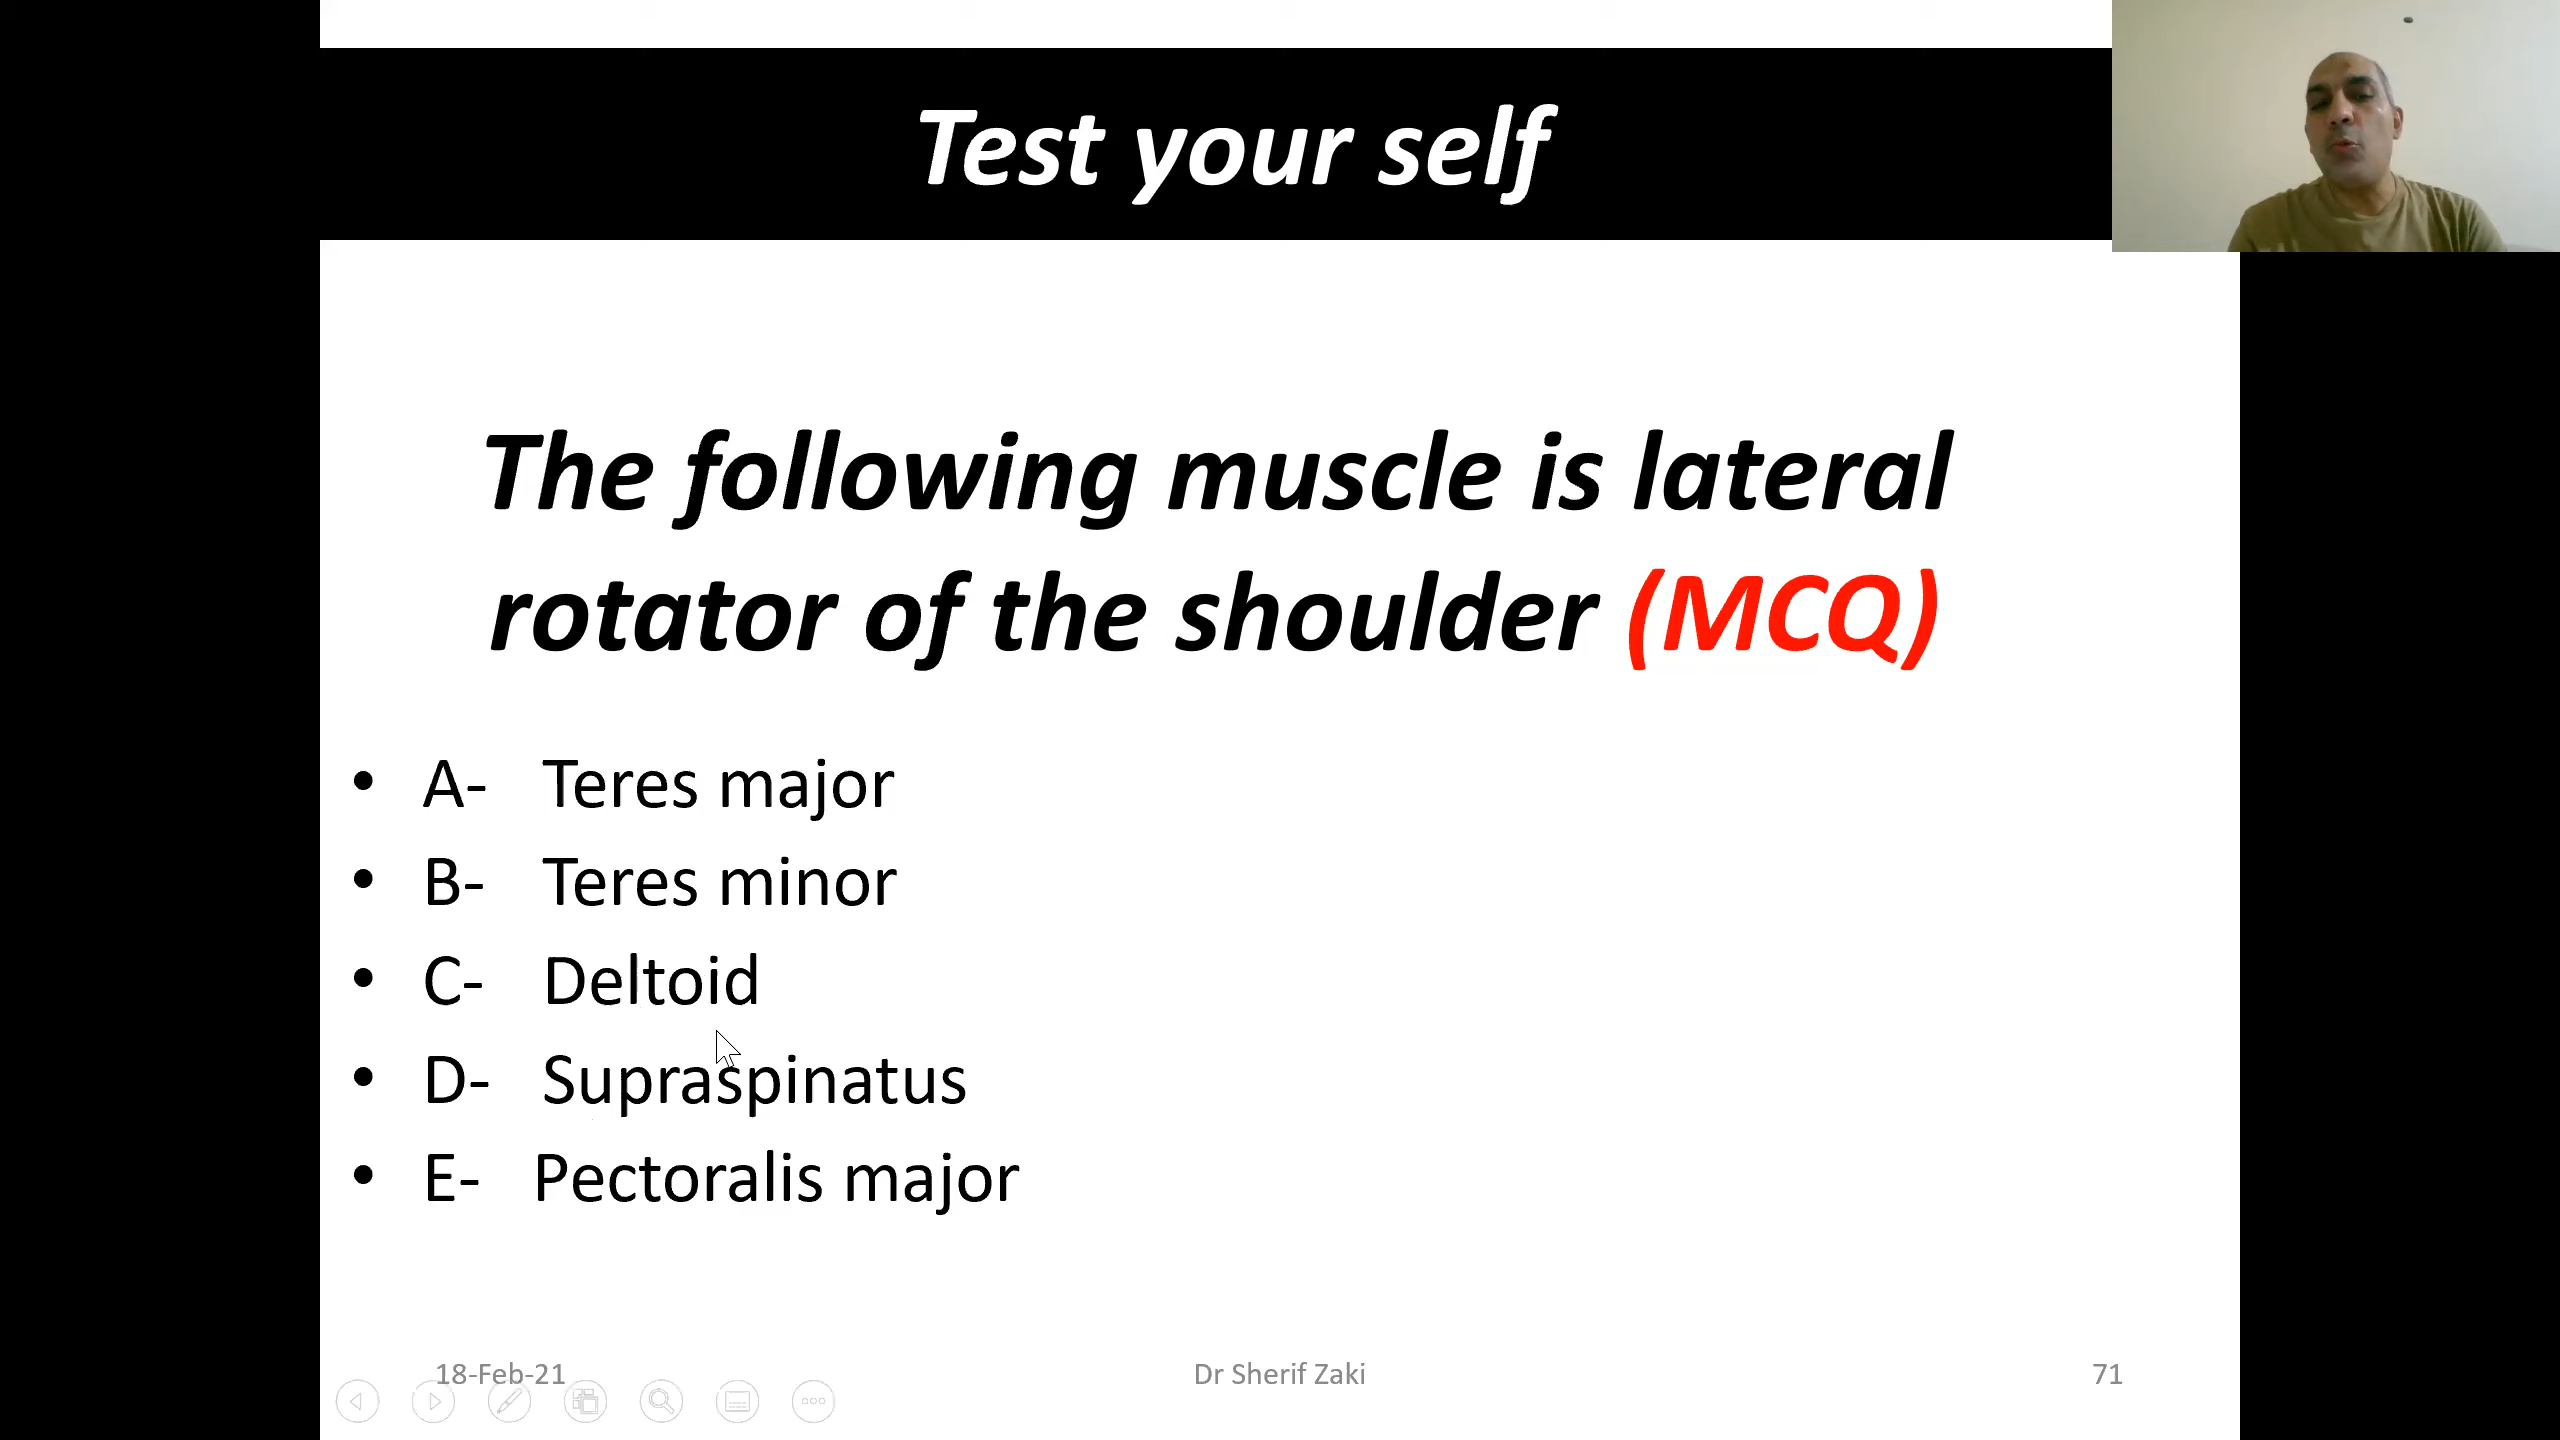 Test your self
The following muscle is lateral
rotator of the shoulder (MCQ)
• A- Teres major
• B- Teres minor
• C- Deltoid
• D- Supraspinatus
• E- Pectoralis major
18-Feb-21 Dr Sherif Zaki 71